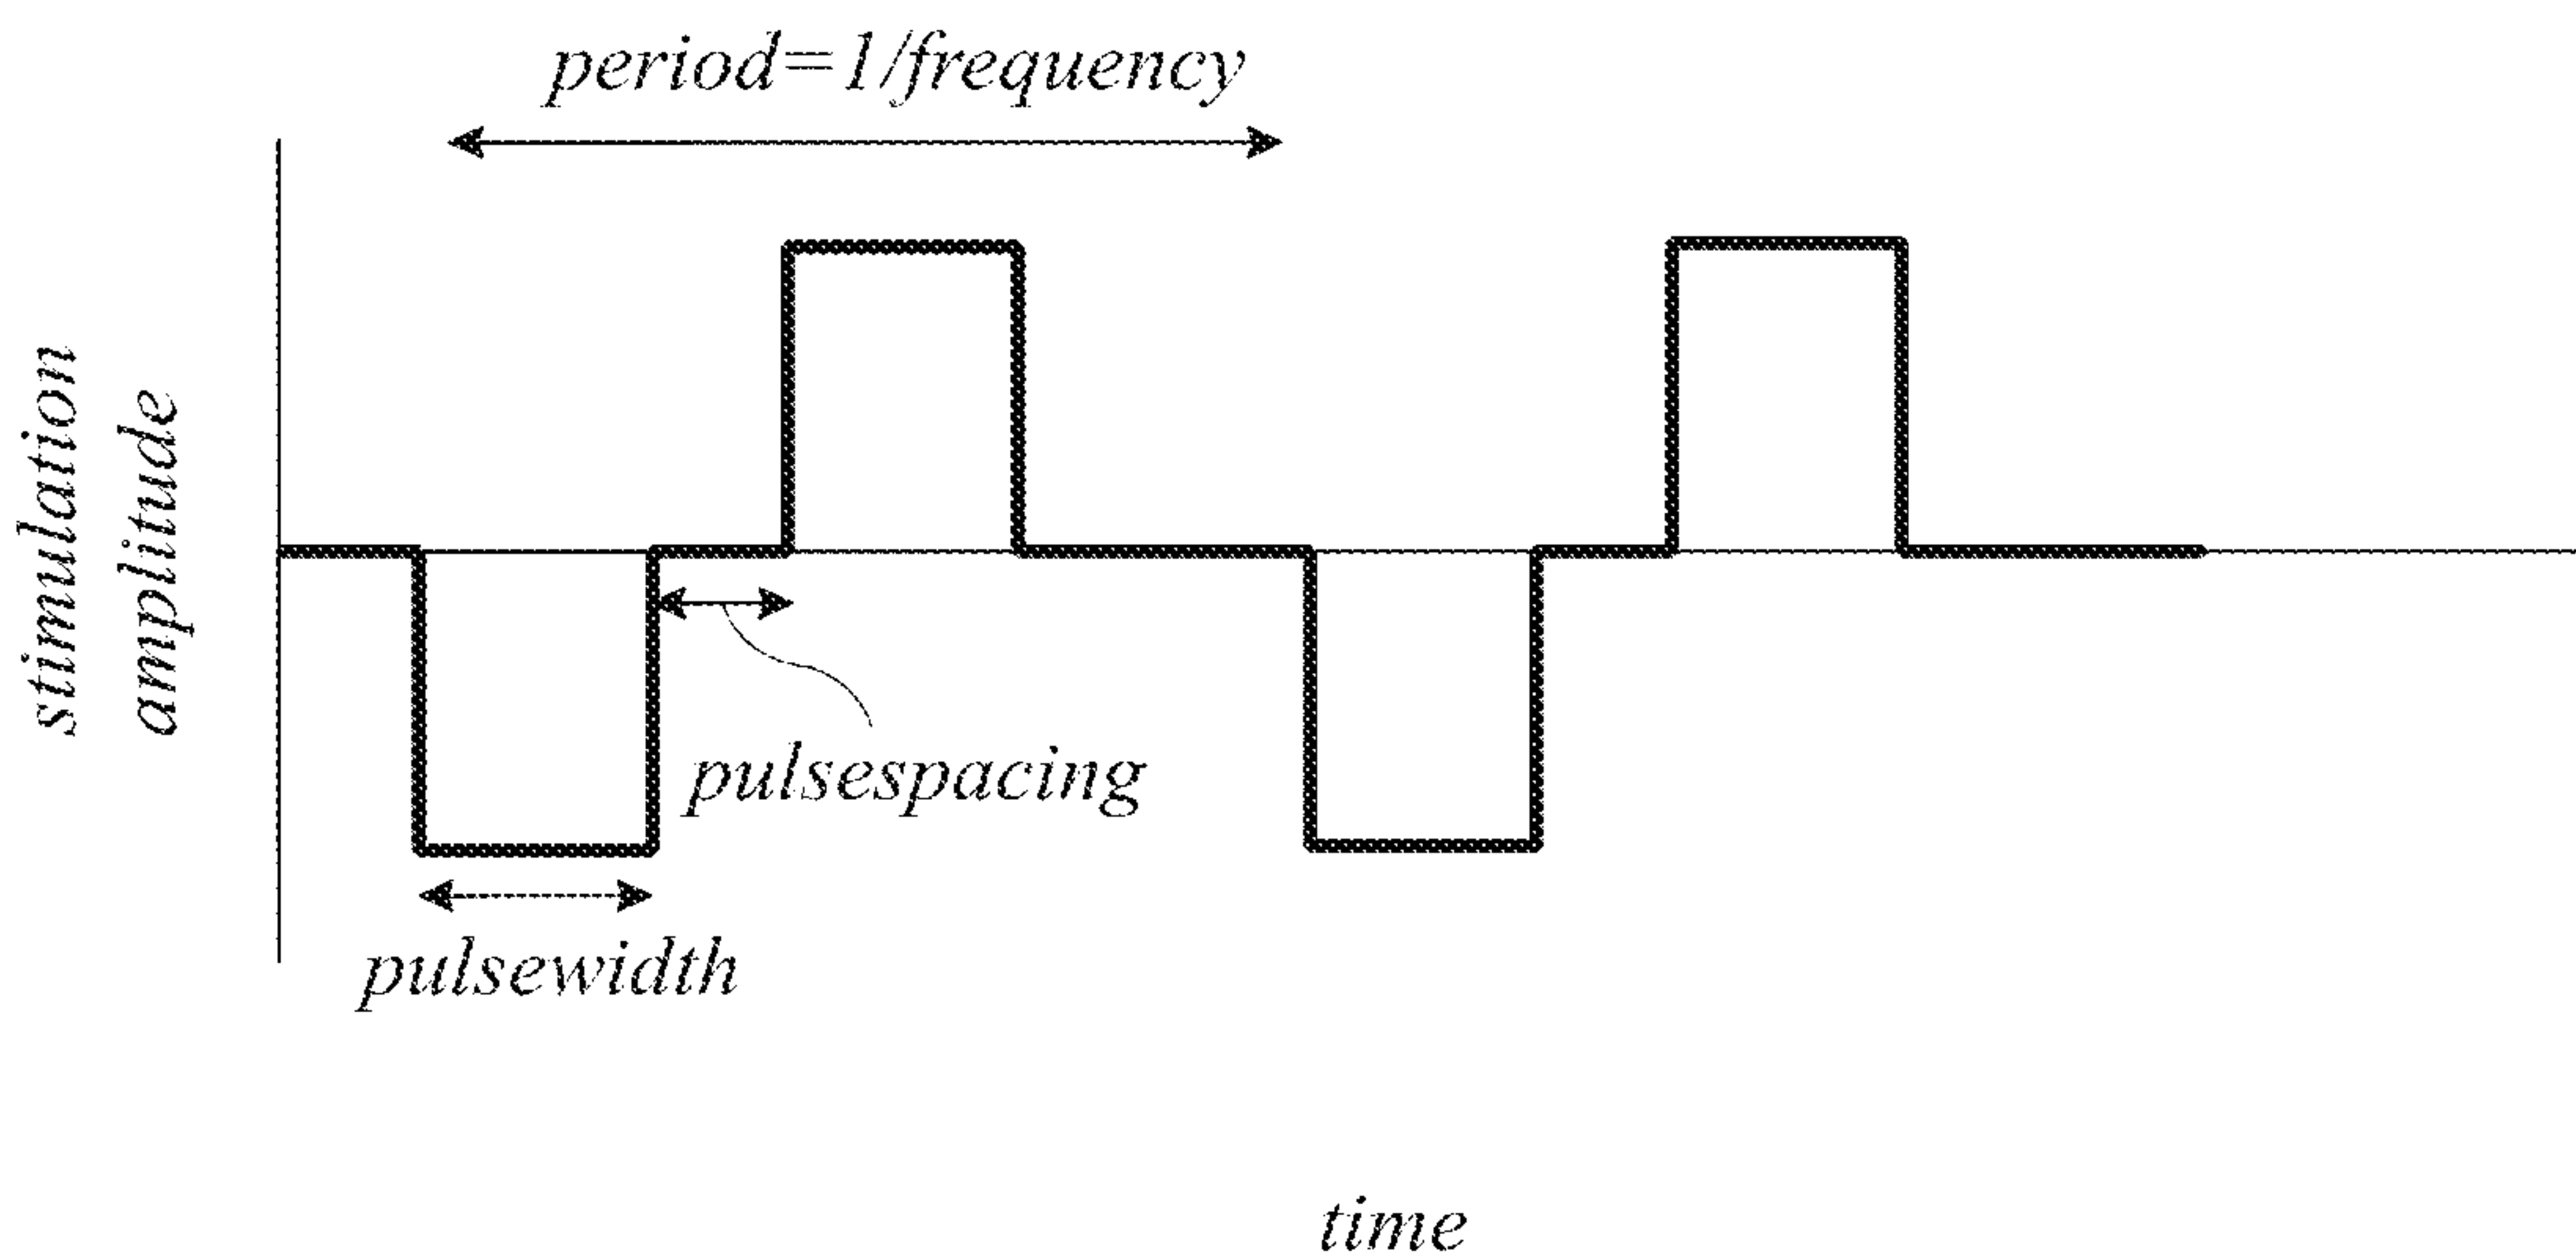 period=1/frequency
stimulation
amplitude
pulsespacing
pulsewidth
time